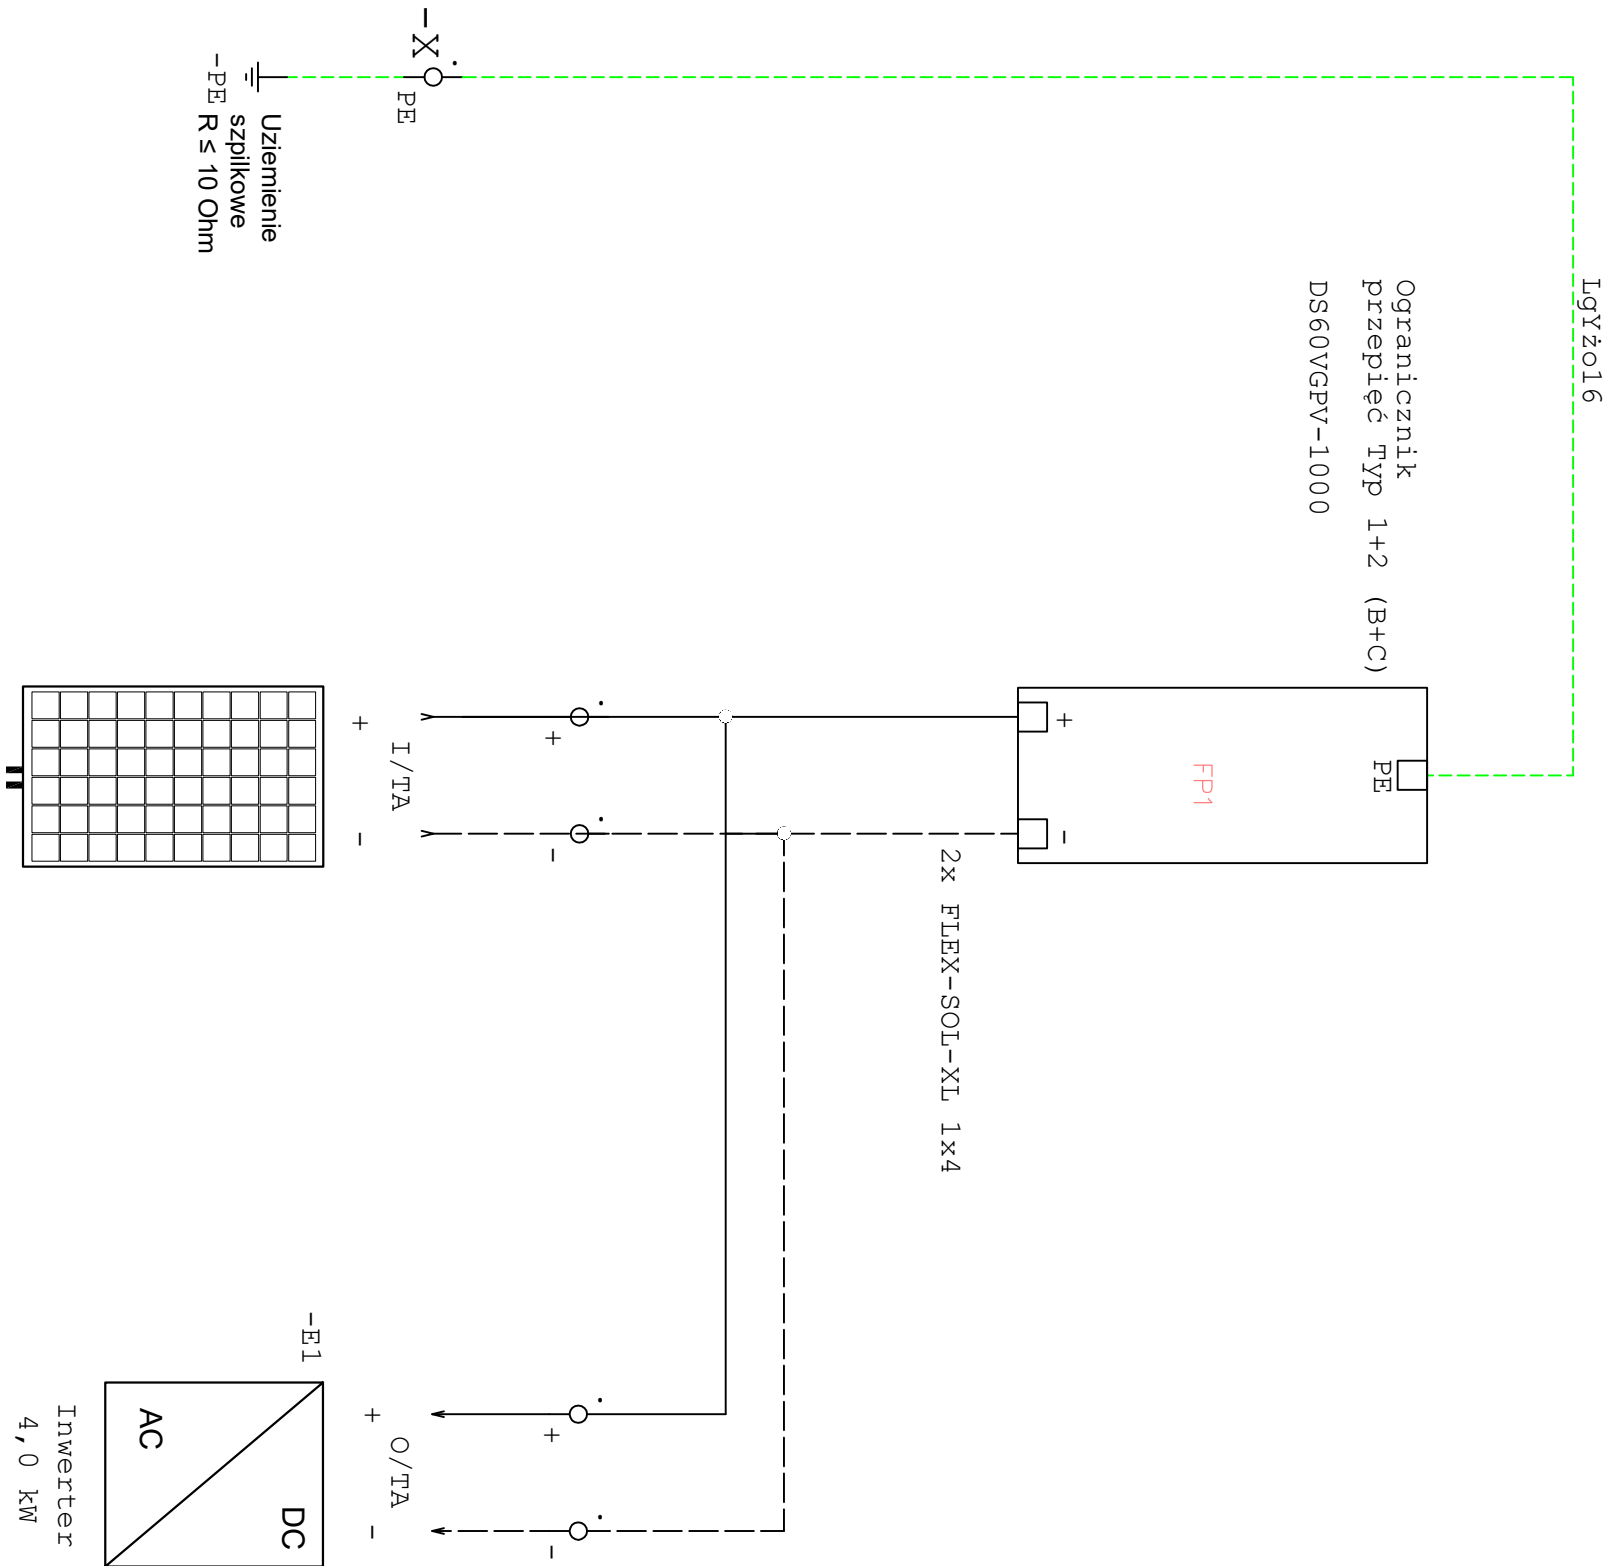 LgYżo16
Ogranicznik
przepięć Typ 1+2 (B+C)
DS60VGPV-1000
PE
FP1
+
-
2x FLEX-SOL-XL 1x4
-X
PE
-PE
Uziemienie
szpilkowe
R ≤ 10 Ohm
+
-
+
-
I/TA
+
-
+
-
O/TA
+
-
-E1
DC
AC
Inwerter
4,0 kW